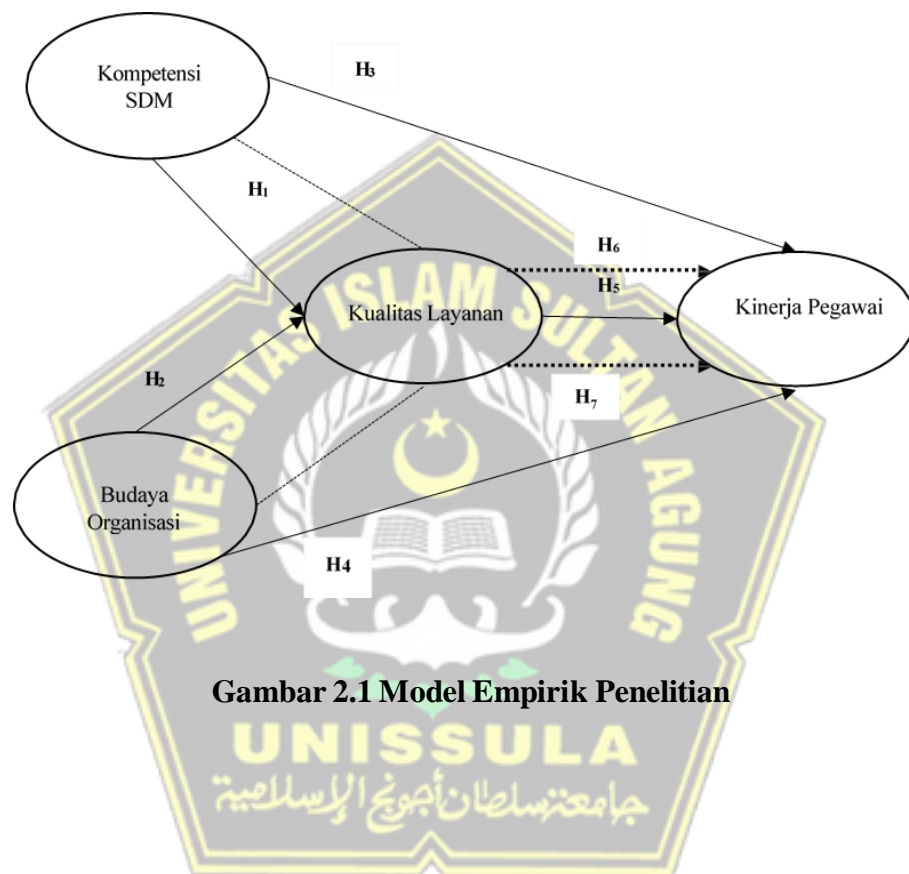 Kompetensi
SDM
H3
H1
H6
H5
Kualitas Layanan
Kinerja Pegawai
H2
H7
Budaya
Organisasi
H4
UNIVERSITAS ISLAM SULTAN AGUNG
Gambar 2.1 Model Empirik Penelitian
UNISSULA
جامعة سلطان أجونج الإسلامية